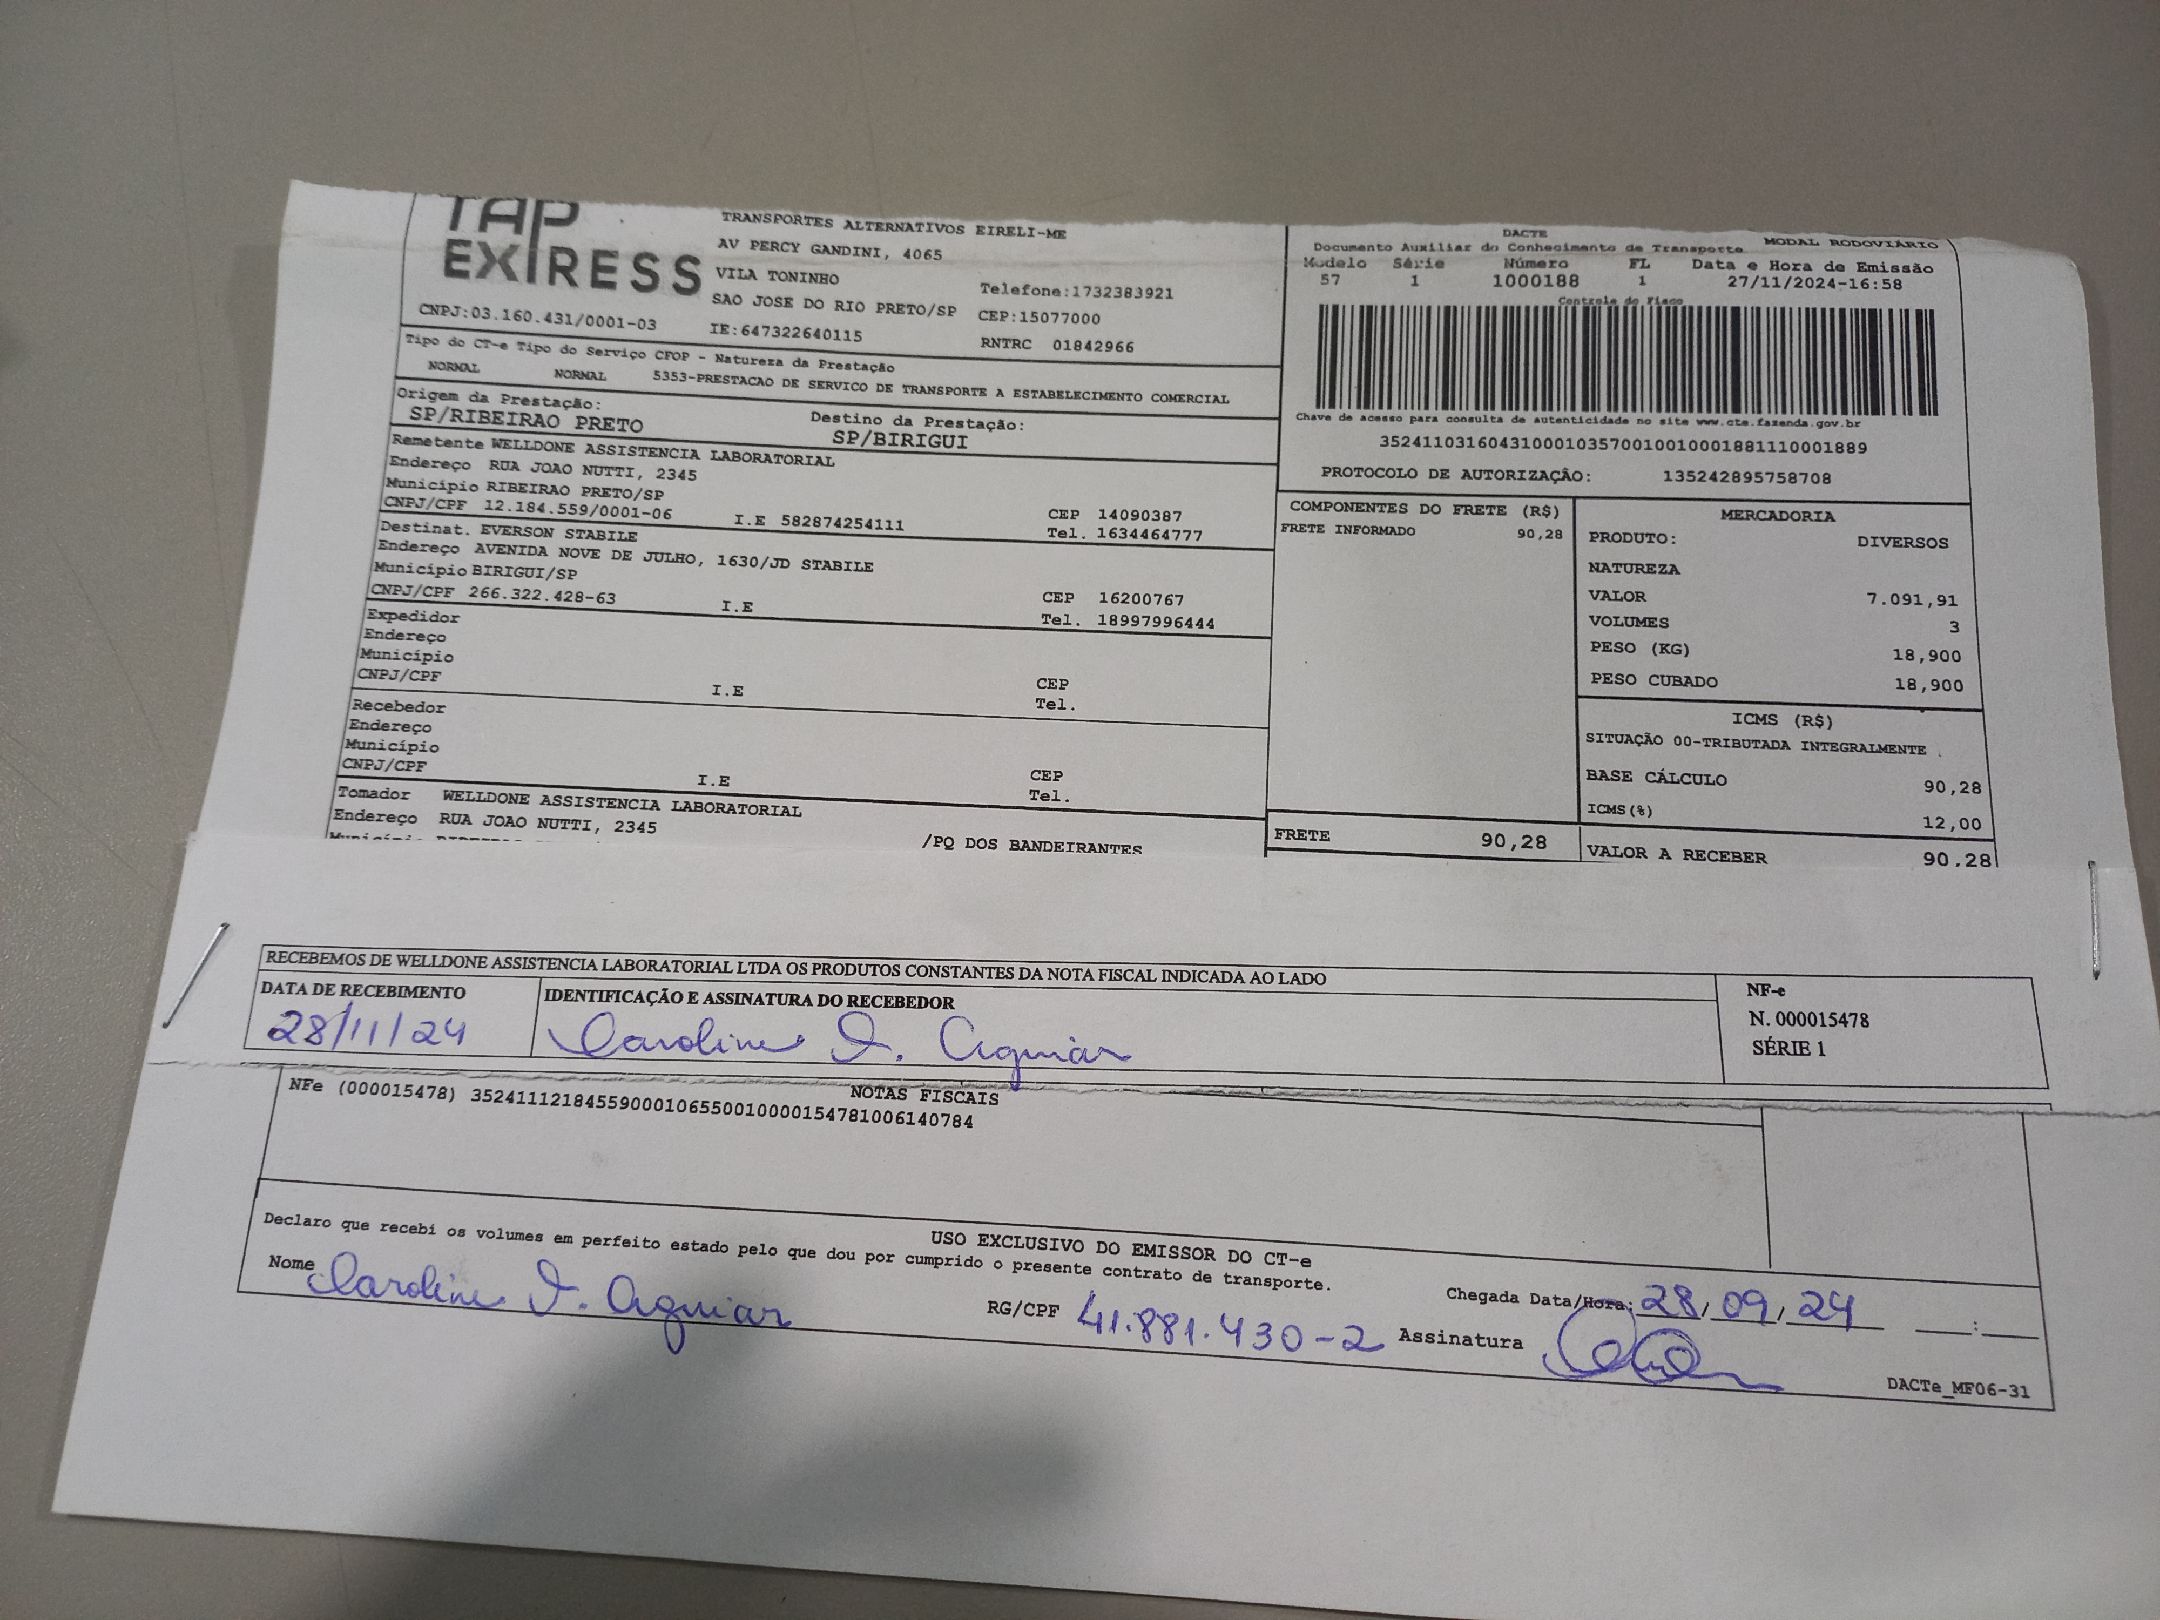 TAP
EXPRESS
TRANSPORTES ALTERNATIVOS EIRELI-ME
AV PERCY GANDINI, 4065
VILA TONINHO
Telefone:1732383921
SAO JOSE DO RIO PRETO/SP CEP:15077000
CNPJ:03.160.431/0001-03 IE:647322640115 RNTRC 01842966
DACTE
Documento Auxiliar do Conhecimento de Transporte MODAL RODOVIÁRIO
Modelo Série Número FL Data e Hora de Emissão
57 1 1000188 1 27/11/2024-16:58
Controle do Fisco
Chave de acesso para consulta de autenticidade no site www.cte.fazenda.gov.br
35241103160431000103570010010001881110001889
PROTOCOLO DE AUTORIZAÇÃO: 135242895758708
Tipo do CT-e Tipo do Serviço CFOP - Natureza da Prestação
NORMAL NORMAL 5353-PRESTACAO DE SERVICO DE TRANSPORTE A ESTABELECIMENTO COMERCIAL
Origem da Prestação: Destino da Prestação:
SP/RIBEIRAO PRETO SP/BIRIGUI
Remetente WELLDONE ASSISTENCIA LABORATORIAL
Endereço RUA JOAO NUTTI, 2345
Município RIBEIRAO PRETO/SP CEP 14090387
CNPJ/CPF 12.184.559/0001-06 I.E 582874254111 Tel. 1634464777
Destinat. EVERSON STABILE
Endereço AVENIDA NOVE DE JULHO, 1630/JD STABILE
Município BIRIGUI/SP CEP 16200767
CNPJ/CPF 266.322.428-63 I.E Tel. 18997996444
Expedidor
Endereço
Município CEP
CNPJ/CPF I.E Tel.
Recebedor
Endereço
Município CEP
CNPJ/CPF I.E Tel.
Tomador WELLDONE ASSISTENCIA LABORATORIAL
Endereço RUA JOAO NUTTI, 2345 /PQ DOS BANDEIRANTES
COMPONENTES DO FRETE (R$)
FRETE INFORMADO 90,28
FRETE 90,28
MERCADORIA
PRODUTO: DIVERSOS
NATUREZA
VALOR 7.091,91
VOLUMES 3
PESO (KG) 18,900
PESO CUBADO 18,900
ICMS (R$)
SITUAÇÃO 00-TRIBUTADA INTEGRALMENTE
BASE CÁLCULO 90,28
ICMS(%) 12,00
VALOR A RECEBER 90,28
RECEBEMOS DE WELLDONE ASSISTENCIA LABORATORIAL LTDA OS PRODUTOS CONSTANTES DA NOTA FISCAL INDICADA AO LADO
DATA DE RECEBIMENTO IDENTIFICAÇÃO E ASSINATURA DO RECEBEDOR
28/11/24 Caroline D. Aguiar
NF-e
N. 000015478
SÉRIE 1
NOTAS FISCAIS
NFe (000015478) 35241112184559000106550010000154781006140784
USO EXCLUSIVO DO EMISSOR DO CT-e
Declaro que recebi os volumes em perfeito estado pelo que dou por cumprido o presente contrato de transporte.
Nome Caroline D. Aguiar RG/CPF 41.881.430-2 Assinatura
Chegada Data/Hora: 28/09/24 __:__
DACTe_MF06-31